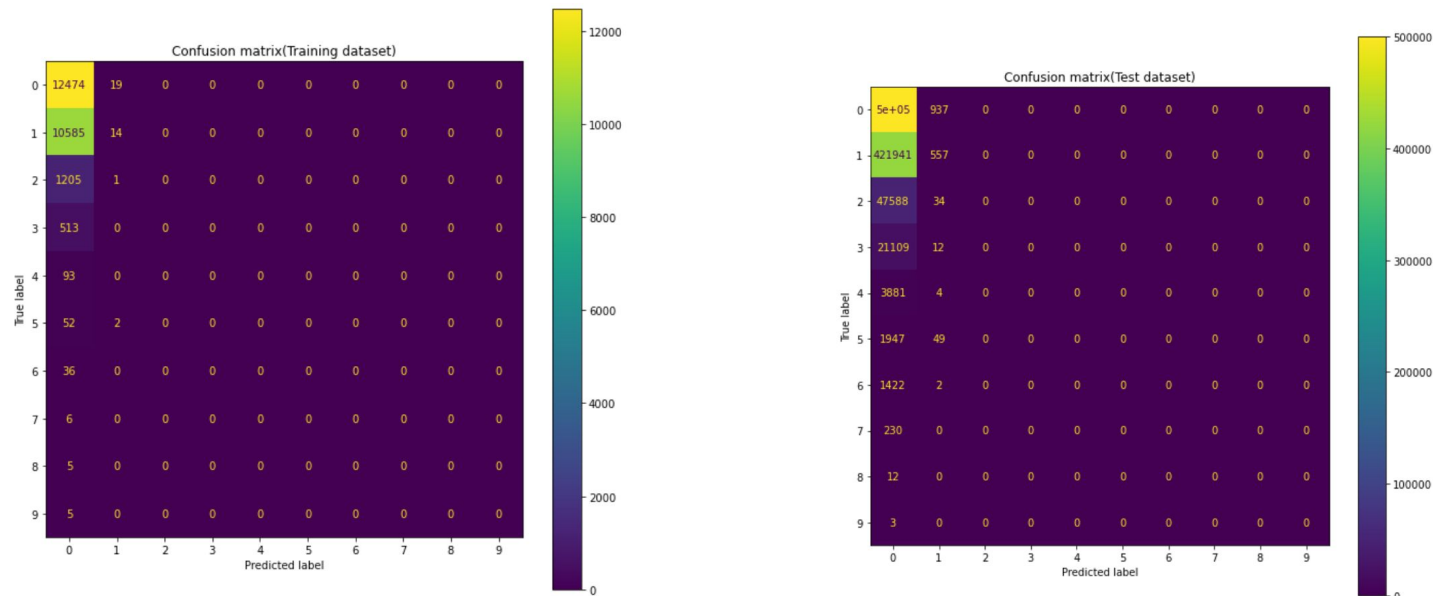 Confusion matrix(Training dataset)
0 12474 19 0 0 0 0 0 0 0 0
1 10585 14 0 0 0 0 0 0 0 0
2 1205 1 0 0 0 0 0 0 0 0
3 513 0 0 0 0 0 0 0 0 0
4 93 0 0 0 0 0 0 0 0 0
5 52 2 0 0 0 0 0 0 0 0
6 36 0 0 0 0 0 0 0 0 0
7 6 0 0 0 0 0 0 0 0 0
8 5 0 0 0 0 0 0 0 0 0
9 5 0 0 0 0 0 0 0 0 0
0 1 2 3 4 5 6 7 8 9
Predicted label
True label
12000
10000
8000
6000
4000
2000
0
Confusion matrix(Test dataset)
0 5e+05 937 0 0 0 0 0 0 0 0
1 421941 557 0 0 0 0 0 0 0 0
2 47588 34 0 0 0 0 0 0 0 0
3 21109 12 0 0 0 0 0 0 0 0
4 3881 4 0 0 0 0 0 0 0 0
5 1947 49 0 0 0 0 0 0 0 0
6 1422 2 0 0 0 0 0 0 0 0
7 230 0 0 0 0 0 0 0 0 0
8 12 0 0 0 0 0 0 0 0 0
9 3 0 0 0 0 0 0 0 0 0
0 1 2 3 4 5 6 7 8 9
Predicted label
True label
500000
400000
300000
200000
100000
0